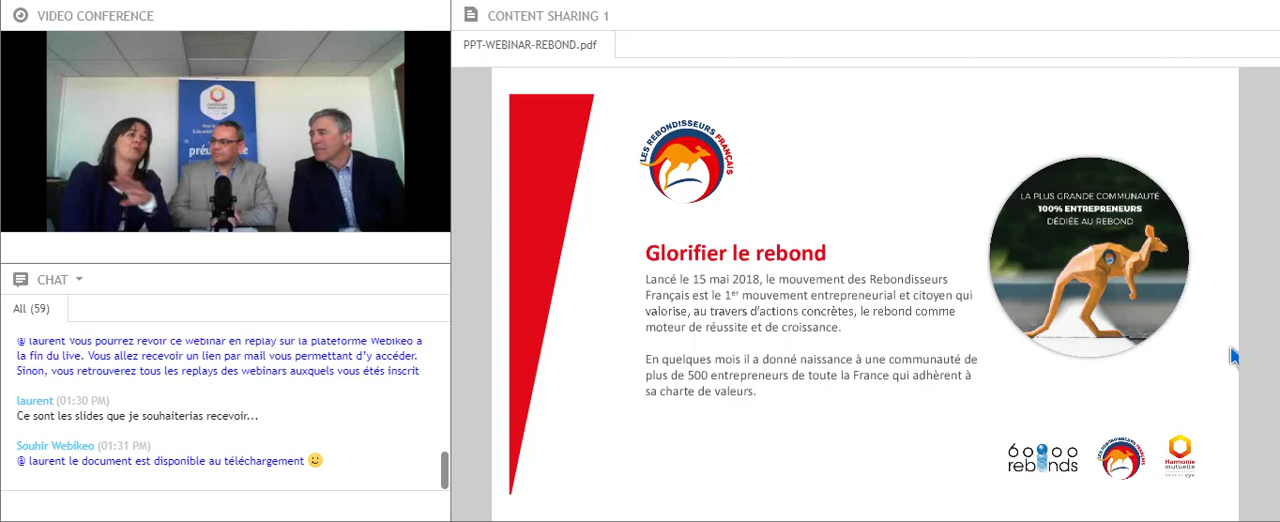 VIDEO CONFERENCE
Harmonie
mutuelle
CHAT
All (59)
@ laurent Vous pourrez revoir ce webinar en replay sur la plateforme Webikeo à
la fin du live. Vous allez recevoir un lien par mail vous permettant d’y accéder.
Sinon, vous retrouverez tous les replays des webinars auxquels vous étés inscrit
laurent (01:30 PM)
Ce sont les slides que je souhaiterias recevoir...
Souhir Webikeo (01:31 PM)
@ laurent le document est disponible au téléchargement
CONTENT SHARING 1
PPT-WEBINAR-REBOND.pdf
LES REBONDISSEURS FRANÇAIS
Glorifier le rebond
Lancé le 15 mai 2018, le mouvement des Rebondisseurs
Français est le 1er mouvement entrepreneurial et citoyen qui
valorise, au travers d’actions concrètes, le rebond comme
moteur de réussite et de croissance.
En quelques mois il a donné naissance à une communauté de
plus de 500 entrepreneurs de toute la France qui adhèrent à
sa charte de valeurs.
LA PLUS GRANDE COMMUNAUTÉ
100% ENTREPRENEURS
DÉDIÉE AU REBOND
60000
rebonds
LES REBONDISSEURS FRANÇAIS
Harmonie
mutuelle